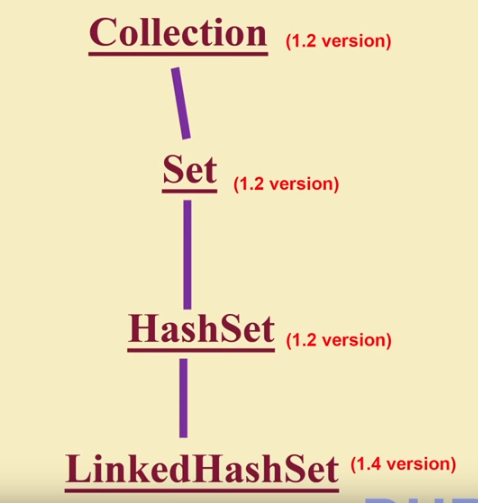 Collection (1.2 version)
Set (1.2 version)
HashSet (1.2 version)
LinkedHashSet (1.4 version)